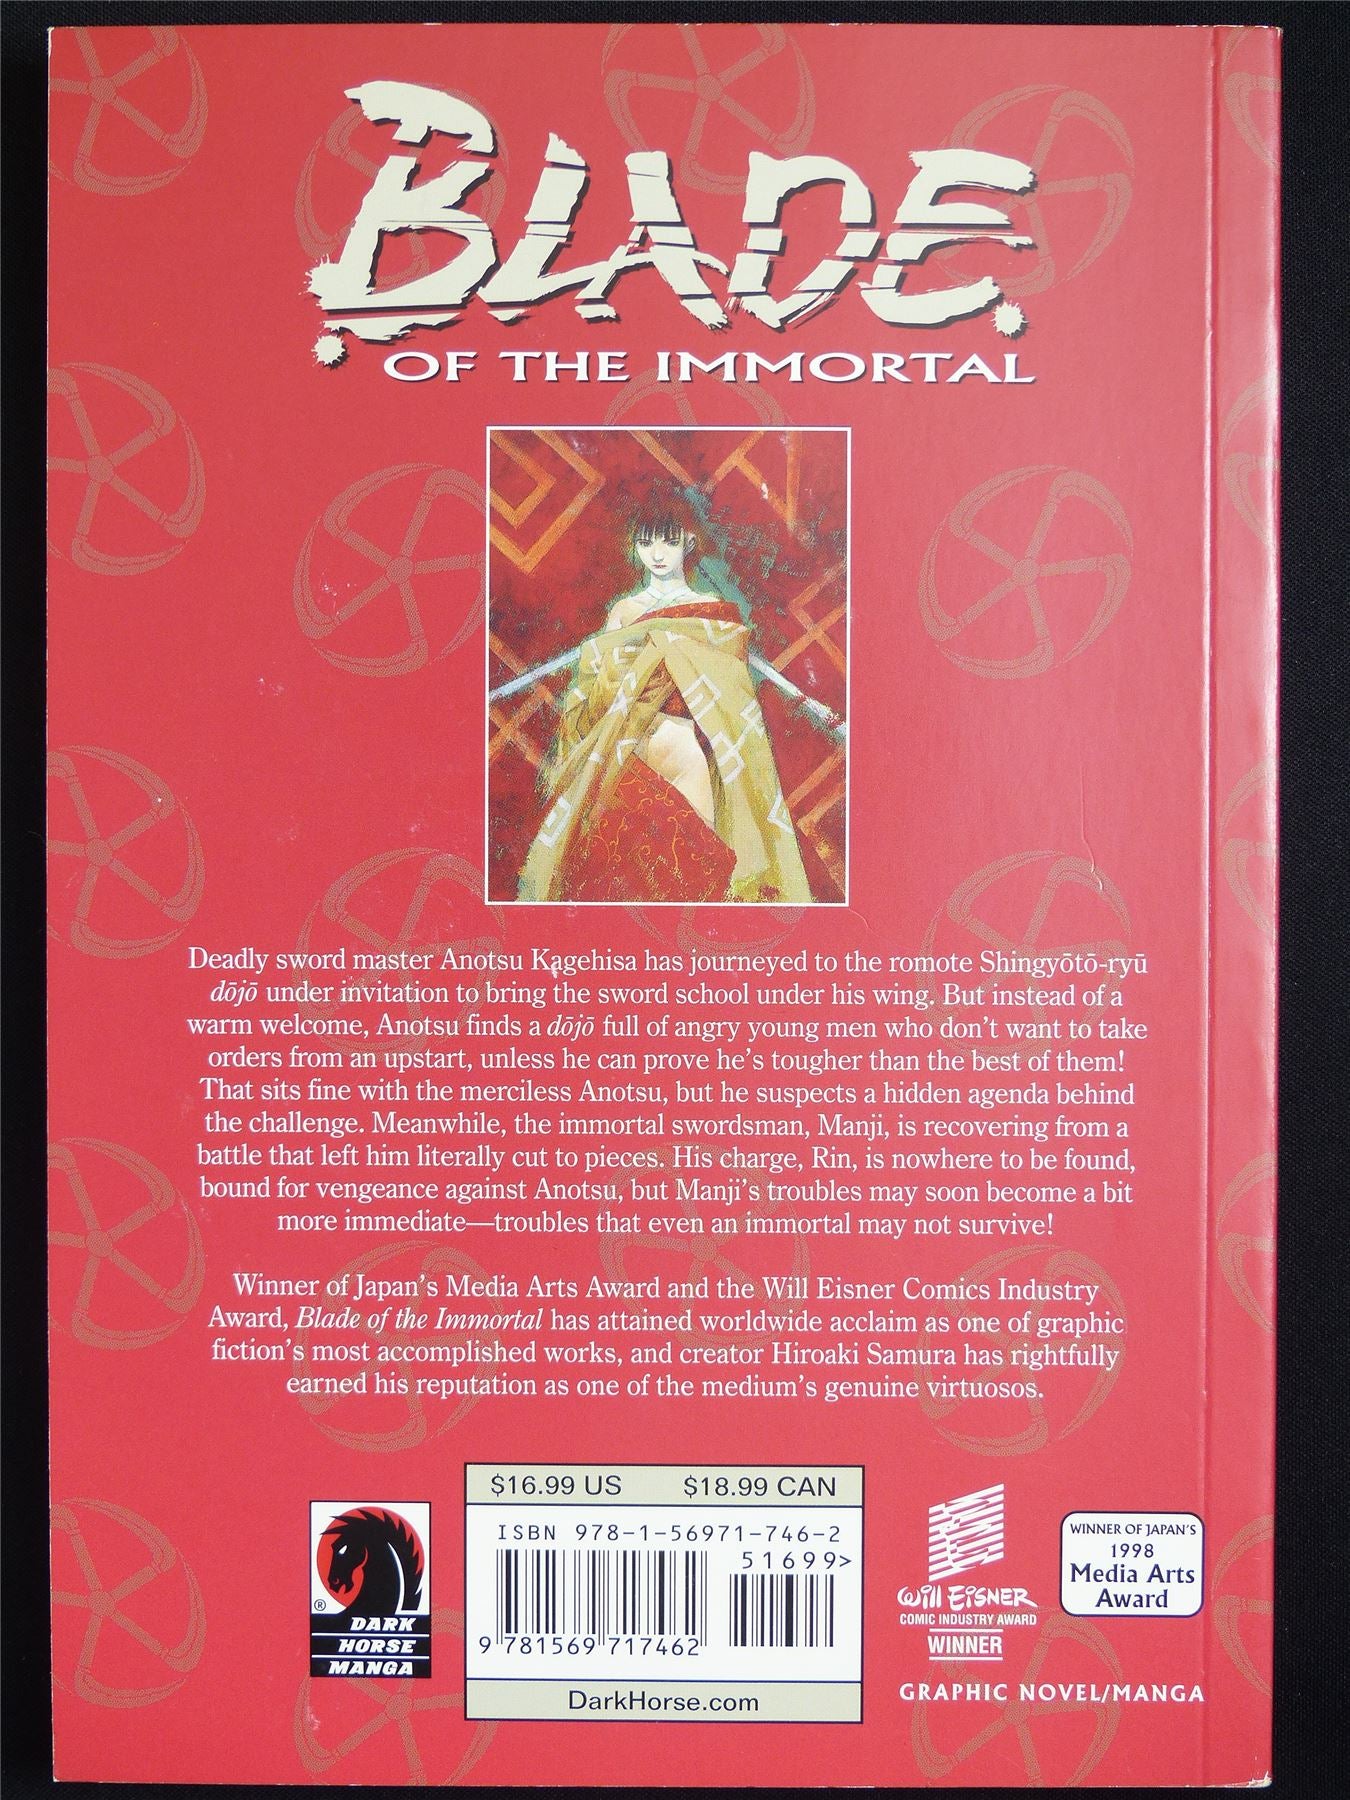 BLADE
OF THE IMMORTAL
Deadly sword master Anotsu Kagehisa has journeyed to the romote Shingyōtō-ryū
dōjō under invitation to bring the sword school under his wing. But instead of a
warm welcome, Anotsu finds a dōjō full of angry young men who don't want to take
orders from an upstart, unless he can prove he's tougher than the best of them!
That sits fine with the merciless Anotsu, but he suspects a hidden agenda behind
the challenge. Meanwhile, the immortal swordsman, Manji, is recovering from a
battle that left him literally cut to pieces. His charge, Rin, is nowhere to be found,
bound for vengeance against Anotsu, but Manji's troubles may soon become a bit
more immediate—troubles that even an immortal may not survive!
Winner of Japan's Media Arts Award and the Will Eisner Comics Industry
Award, Blade of the Immortal has attained worldwide acclaim as one of graphic
fiction's most accomplished works, and creator Hiroaki Samura has rightfully
earned his reputation as one of the medium's genuine virtuosos.
$16.99 US $18.99 CAN
ISBN 978-1-56971-746-2
51699>
9 781569 717462
DarkHorse.com
®
DARK
HORSE
MANGA
Will EiSNER
COMIC INDUSTRY AWARD
WINNER
WINNER OF JAPAN'S
1998
Media Arts
Award
GRAPHIC NOVEL/MANGA